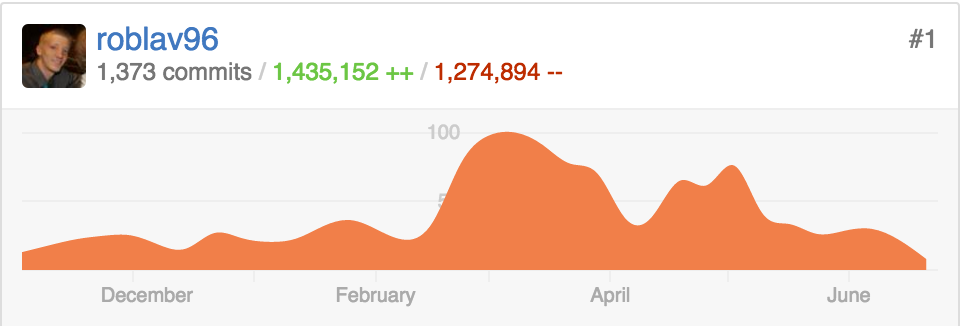 roblav96
#1
1,373 commits / 1,435,152 ++ / 1,274,894 --
100
December February April June